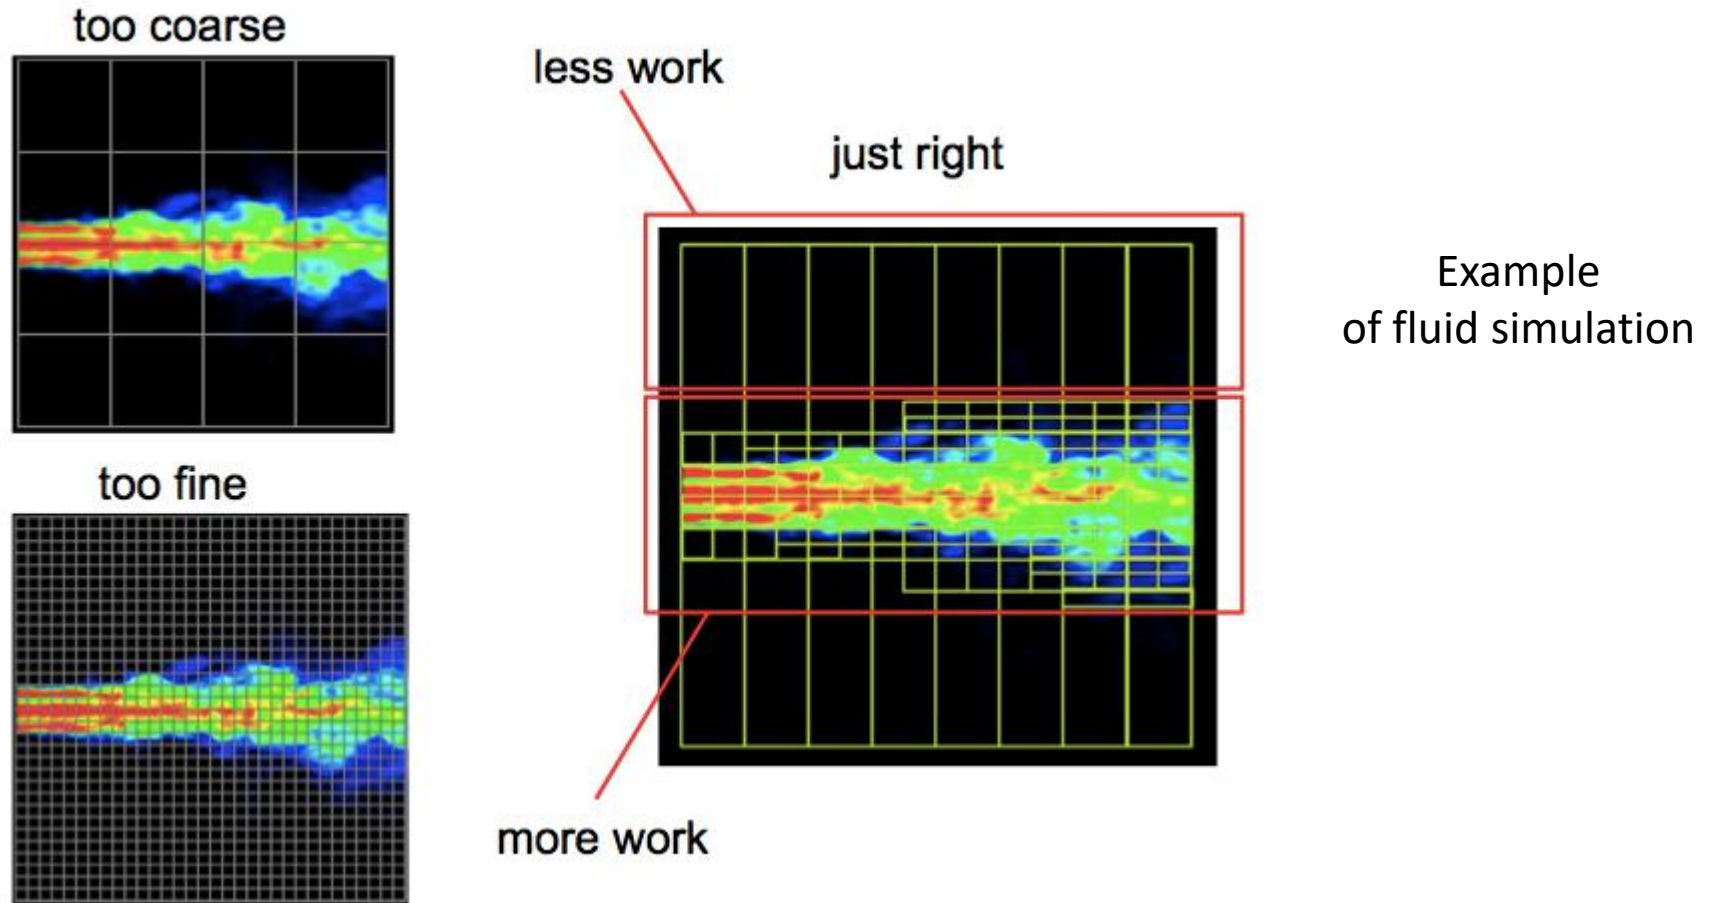 too coarse
less work
just right
Example
of fluid simulation
too fine
more work